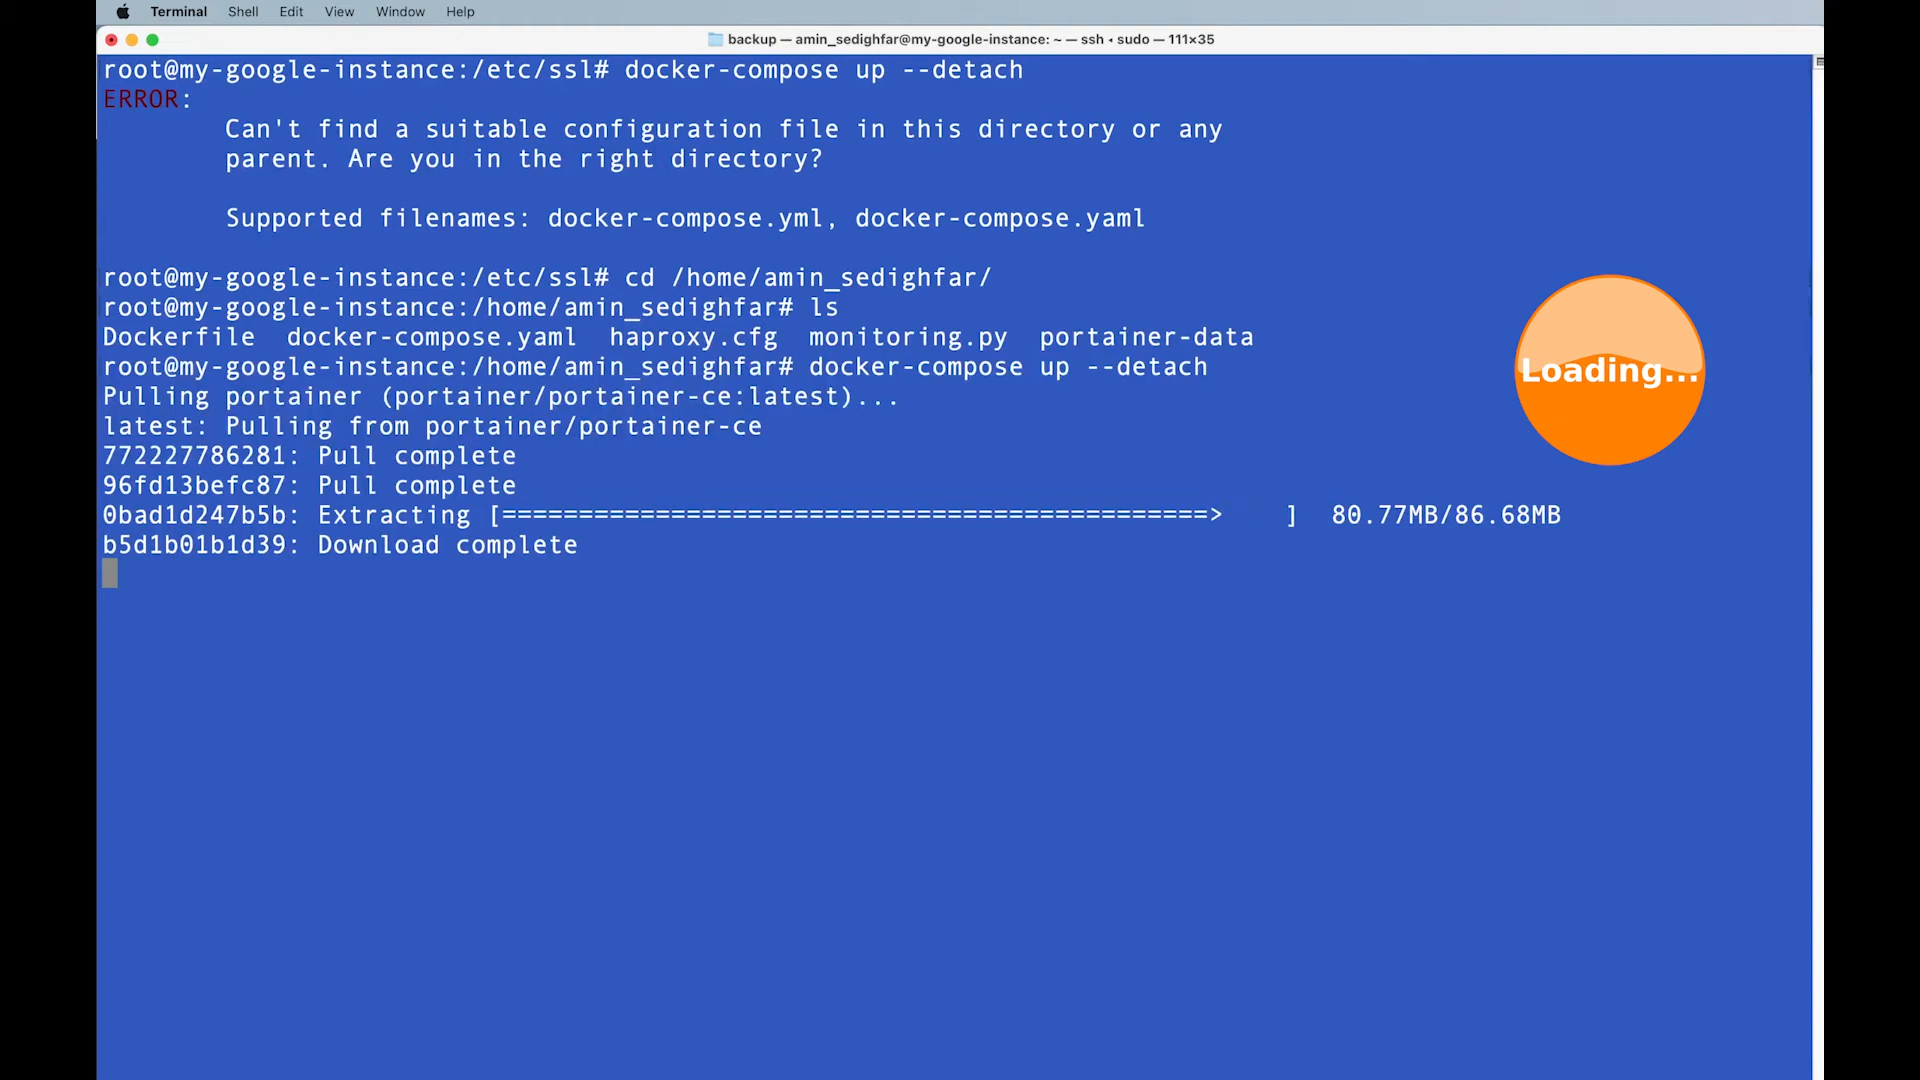 Terminal Shell Edit View Window Help
backup — amin_sedighfar@my-google-instance: ~ — ssh ◂ sudo — 111×35
root@my-google-instance:/etc/ssl# docker-compose up --detach
ERROR:
        Can't find a suitable configuration file in this directory or any
        parent. Are you in the right directory?

        Supported filenames: docker-compose.yml, docker-compose.yaml

root@my-google-instance:/etc/ssl# cd /home/amin_sedighfar/
root@my-google-instance:/home/amin_sedighfar# ls
Dockerfile  docker-compose.yaml  haproxy.cfg  monitoring.py  portainer-data
root@my-google-instance:/home/amin_sedighfar# docker-compose up --detach
Loading...
Pulling portainer (portainer/portainer-ce:latest)...
latest: Pulling from portainer/portainer-ce
772227786281: Pull complete
96fd13befc87: Pull complete
0bad1d247b5b: Extracting [==============================================>    ]  80.77MB/86.68MB
b5d1b01b1d39: Download complete